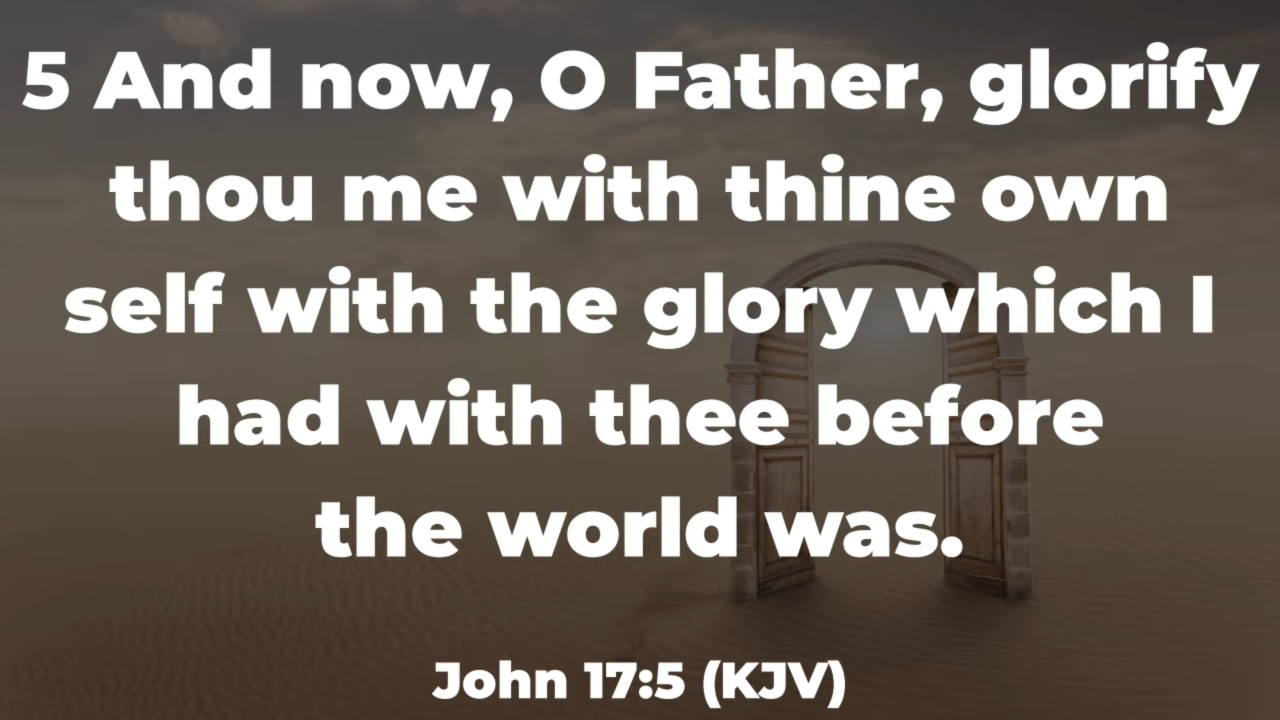 5 And now, O Father, glorify
thou me with thine own
self with the glory which I
had with thee before
the world was.
John 17:5 (KJV)